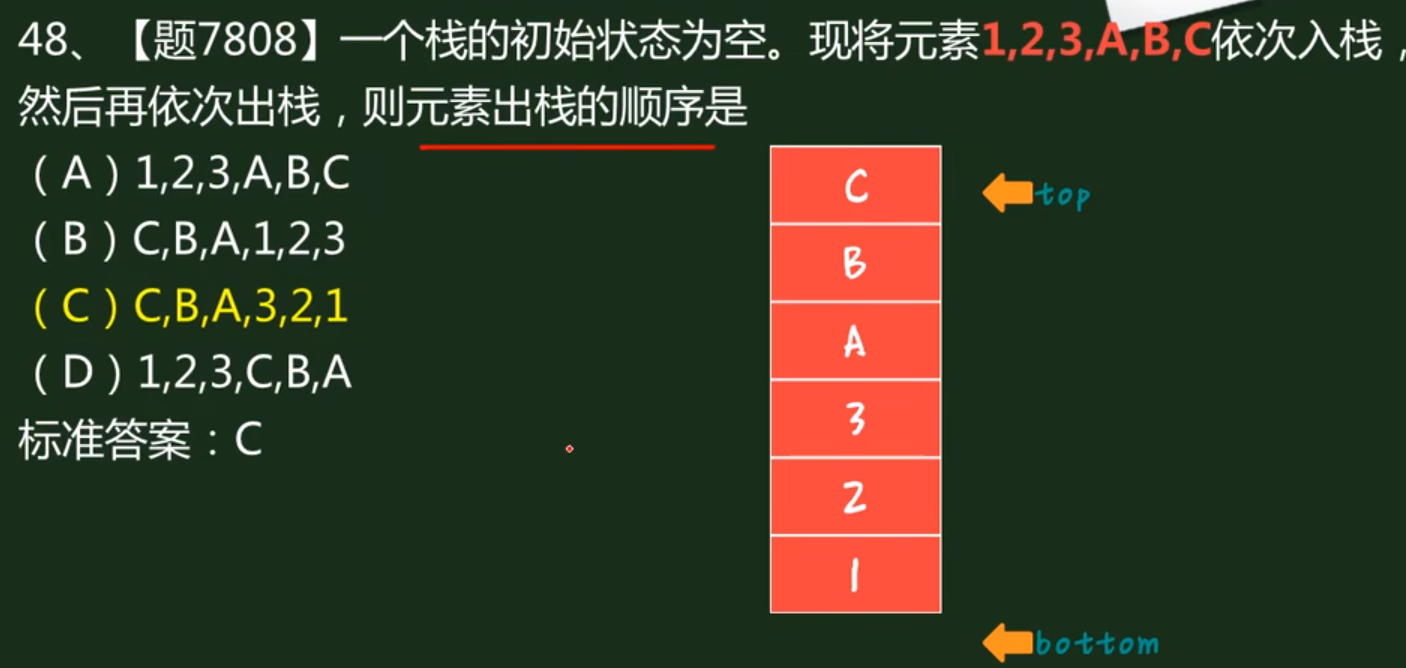 48、【题7808】一个栈的初始状态为空。现将元素1,2,3,A,B,C依次入栈，
然后再依次出栈，则元素出栈的顺序是
（A）1,2,3,A,B,C
（B）C,B,A,1,2,3
（C）C,B,A,3,2,1
（D）1,2,3,C,B,A
标准答案：C
C
top
B
A
3
2
1
bottom